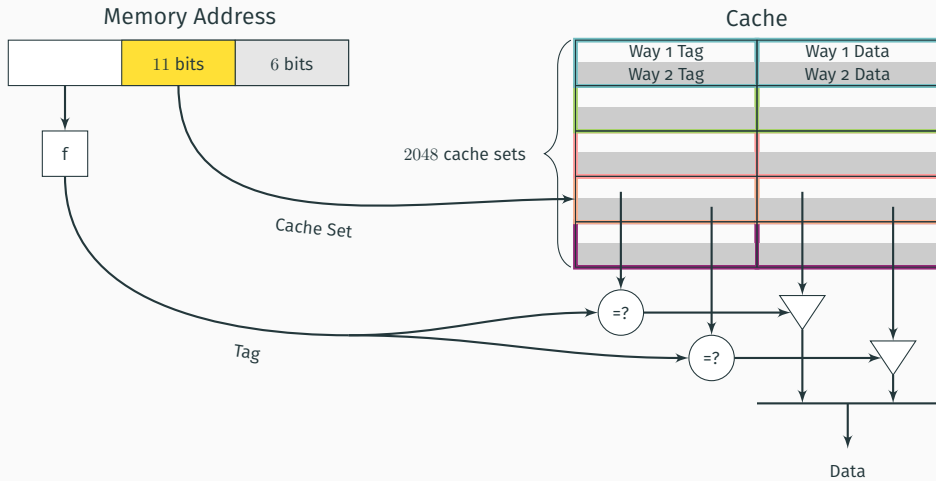 Memory Address
Cache
11 bits
6 bits
Way 1 Tag
Way 1 Data
Way 2 Tag
Way 2 Data
f
2048 cache sets
Cache Set
=?
Tag
=?
Data